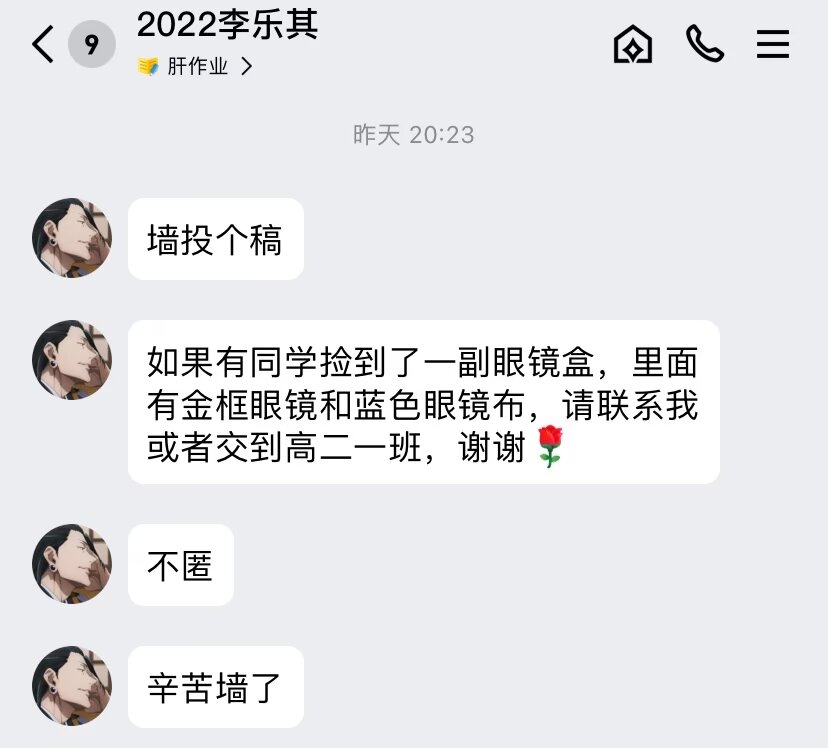 9
2022李乐其
肝作业
昨天 20:23
墙投个稿
如果有同学捡到了一副眼镜盒，里面
有金框眼镜和蓝色眼镜布，请联系我
或者交到高二一班，谢谢🌹
不匿
辛苦墙了